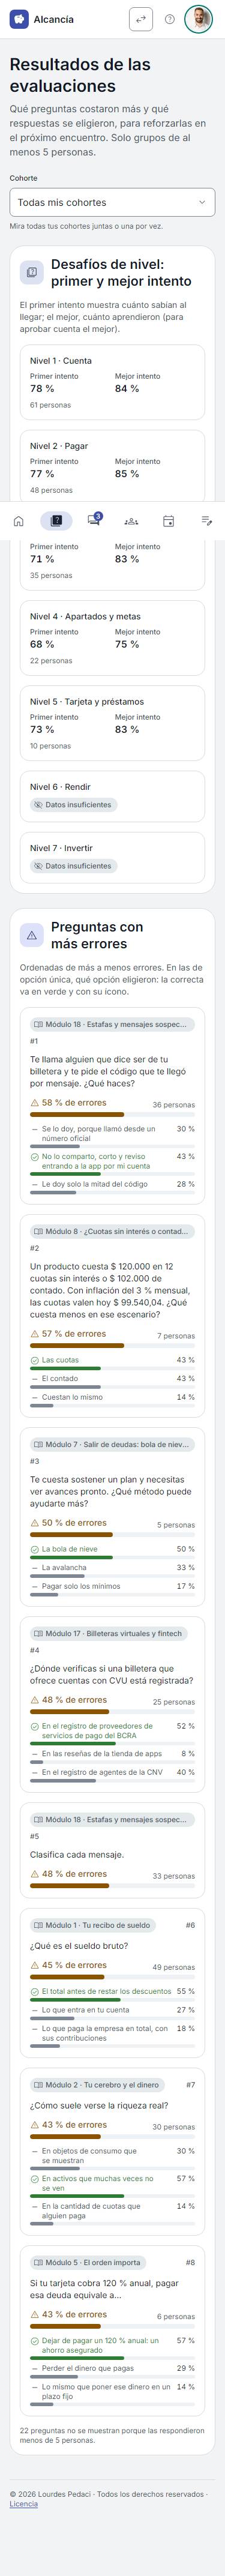 Alcancía
Resultados de las
evaluaciones
Qué preguntas costaron más y qué
respuestas se eligieron, para reforzarlas en
el próximo encuentro. Solo grupos de al
menos 5 personas.
Cohorte
Todas mis cohortes
Mira todas tus cohortes juntas o una por vez.
Desafíos de nivel:
primer y mejor intento
El primer intento muestra cuánto sabían al
llegar; el mejor, cuánto aprendieron (para
aprobar cuenta el mejor).
Nivel 1 · Cuenta
Primer intento Mejor intento
78 % 84 %
61 personas
Nivel 2 · Pagar
Primer intento Mejor intento
77 % 85 %
48 personas
3
Primer intento Mejor intento
71 % 83 %
35 personas
Nivel 4 · Apartados y metas
Primer intento Mejor intento
68 % 75 %
22 personas
Nivel 5 · Tarjeta y préstamos
Primer intento Mejor intento
73 % 83 %
10 personas
Nivel 6 · Rendir
Datos insuficientes
Nivel 7 · Invertir
Datos insuficientes
Preguntas con
más errores
Ordenadas de más a menos errores. En las de
opción única, qué opción eligieron: la correcta
va en verde y con su ícono.
Módulo 18 · Estafas y mensajes sospec...
#1
Te llama alguien que dice ser de tu
billetera y te pide el código que te llegó
por mensaje. ¿Qué haces?
58 % de errores 36 personas
Se lo doy, porque llamó desde un 30 %
número oficial
No lo comparto, corto y reviso 43 %
entrando a la app por mi cuenta
Le doy solo la mitad del código 28 %
Módulo 8 · ¿Cuotas sin interés o contad...
#2
Un producto cuesta $ 120.000 en 12
cuotas sin interés o $ 102.000 de
contado. Con inflación del 3 % mensual,
las cuotas valen hoy $ 99.540,04. ¿Qué
cuesta menos en ese escenario?
57 % de errores 7 personas
Las cuotas 43 %
El contado 43 %
Cuestan lo mismo 14 %
Módulo 7 · Salir de deudas: bola de niev...
#3
Te cuesta sostener un plan y necesitas
ver avances pronto. ¿Qué método puede
ayudarte más?
50 % de errores 5 personas
La bola de nieve 50 %
La avalancha 33 %
Pagar solo los mínimos 17 %
Módulo 17 · Billeteras virtuales y fintech
#4
¿Dónde verificas si una billetera que
ofrece cuentas con CVU está registrada?
48 % de errores 25 personas
En el registro de proveedores de 52 %
servicios de pago del BCRA
En las reseñas de la tienda de apps 8 %
En el registro de agentes de la CNV 40 %
Módulo 18 · Estafas y mensajes sospec...
#5
Clasifica cada mensaje.
48 % de errores 33 personas
Módulo 1 · Tu recibo de sueldo #6
¿Qué es el sueldo bruto?
45 % de errores 49 personas
El total antes de restar los descuentos 55 %
Lo que entra en tu cuenta 27 %
Lo que paga la empresa en total, con 18 %
sus contribuciones
Módulo 2 · Tu cerebro y el dinero #7
¿Cómo suele verse la riqueza real?
43 % de errores 30 personas
En objetos de consumo que 30 %
se muestran
En activos que muchas veces no 57 %
se ven
En la cantidad de cuotas que 14 %
alguien paga
Módulo 5 · El orden importa #8
Si tu tarjeta cobra 120 % anual, pagar
esa deuda equivale a...
43 % de errores 6 personas
Dejar de pagar un 120 % anual: un 57 %
ahorro asegurado
Perder el dinero que pagas 29 %
Lo mismo que poner ese dinero en un 14 %
plazo fijo
22 preguntas no se muestran porque las respondieron
menos de 5 personas.
© 2026 Lourdes Pedaci · Todos los derechos reservados ·
Licencia